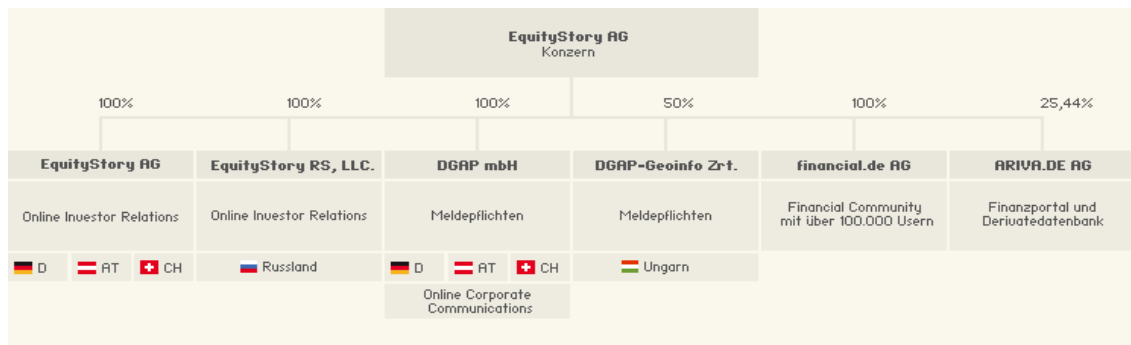 EquityStory AG
Konzern
100%
100%
100%
50%
100%
25,44%
EquityStory AG
EquityStory RS, LLC.
DGAP mbH
DGAP-Geoinfo Zrt.
financial.de AG
ARIVA.DE AG
Online Investor Relations
Online Investor Relations
Meldepflichten
Meldepflichten
Financial Community
mit über 100.000 Usern
Finanzportal und
Derivatedatenbank
D
AT
CH
Russland
D
AT
CH
Ungarn
Online Corporate
Communications